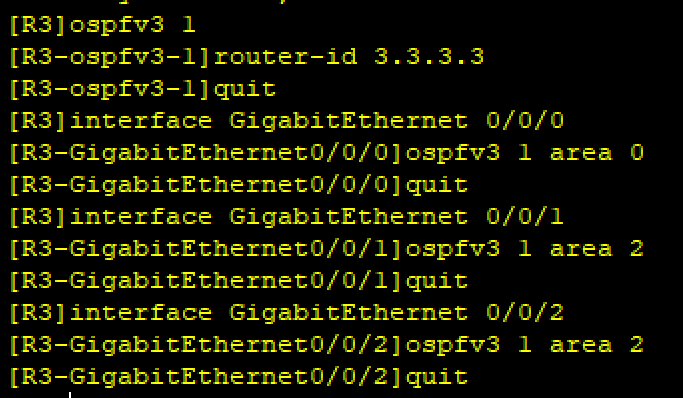 [R3]ospfv3 1
[R3-ospfv3-1]router-id 3.3.3.3
[R3-ospfv3-1]quit
[R3]interface GigabitEthernet 0/0/0
[R3-GigabitEthernet0/0/0]ospfv3 1 area 0
[R3-GigabitEthernet0/0/0]quit
[R3]interface GigabitEthernet 0/0/1
[R3-GigabitEthernet0/0/1]ospfv3 1 area 2
[R3-GigabitEthernet0/0/1]quit
[R3]interface GigabitEthernet 0/0/2
[R3-GigabitEthernet0/0/2]ospfv3 1 area 2
[R3-GigabitEthernet0/0/2]quit